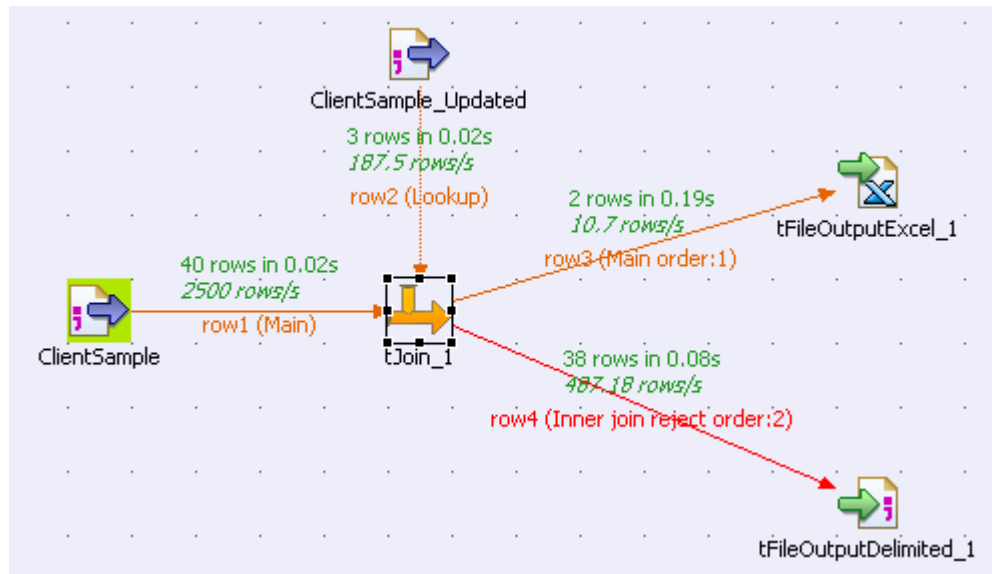 ClientSample_Updated
3 rows in 0.02s
187.5 rows/s
row2 (Lookup)
2 rows in 0.19s
10.7 rows/s
row3 (Main order:1)
tFileOutputExcel_1
40 rows in 0.02s
2500 rows/s
row1 (Main)
ClientSample
tJoin_1
38 rows in 0.08s
487.18 rows/s
row4 (Inner join reject order:2)
tFileOutputDelimited_1